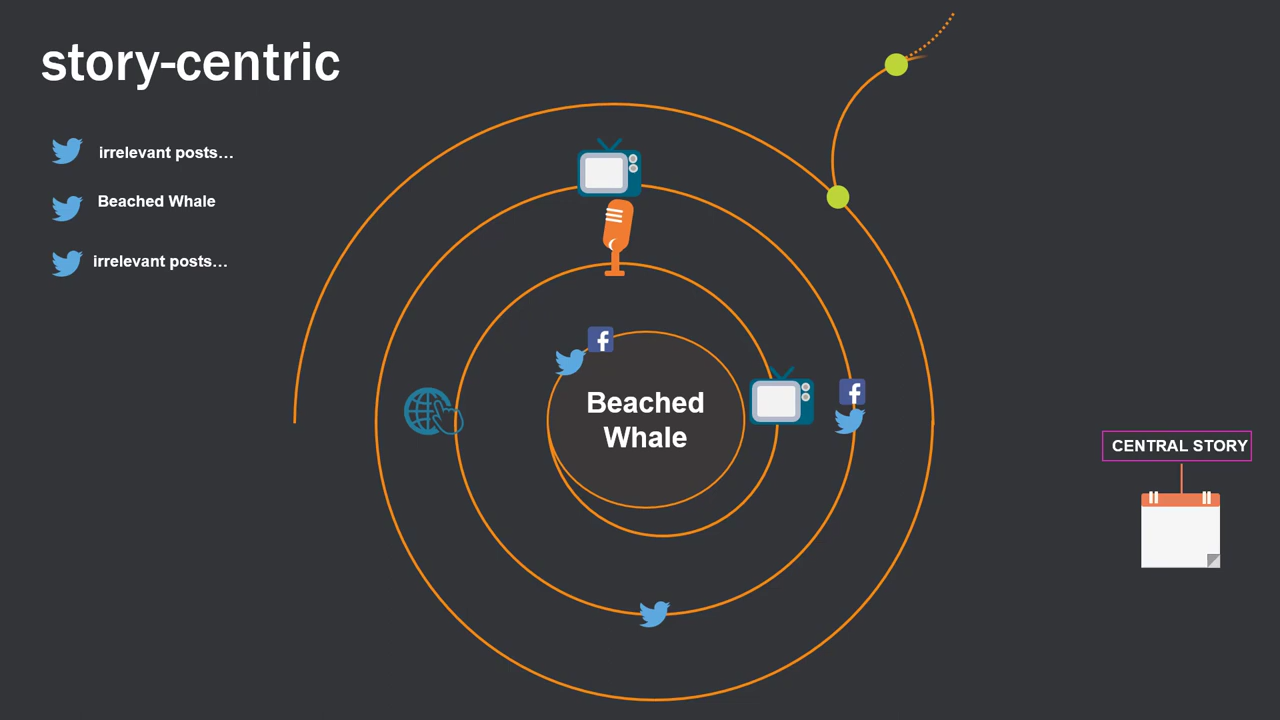 story-centric
irrelevant posts...
Beached Whale
irrelevant posts...
Beached
Whale
CENTRAL STORY